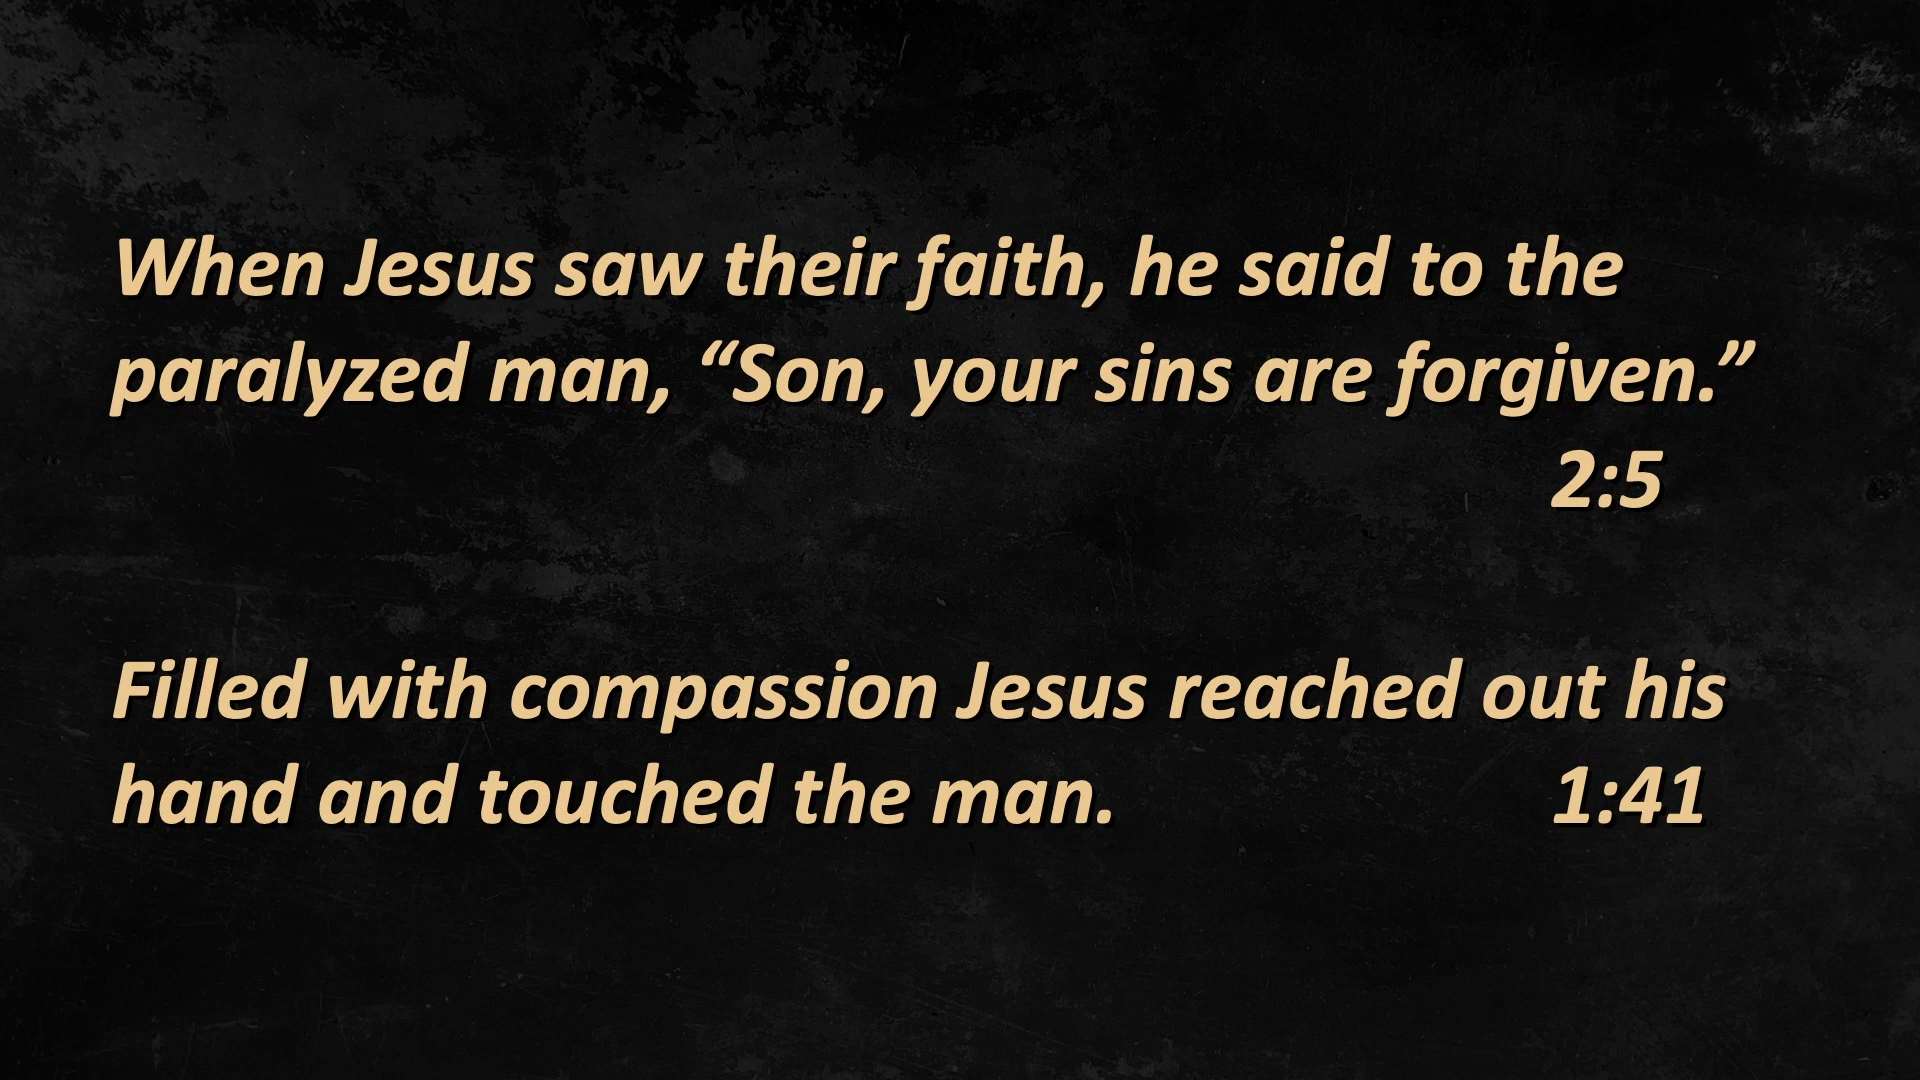 When Jesus saw their faith, he said to the
paralyzed man, “Son, your sins are forgiven.”
2:5
Filled with compassion Jesus reached out his
hand and touched the man. 1:41